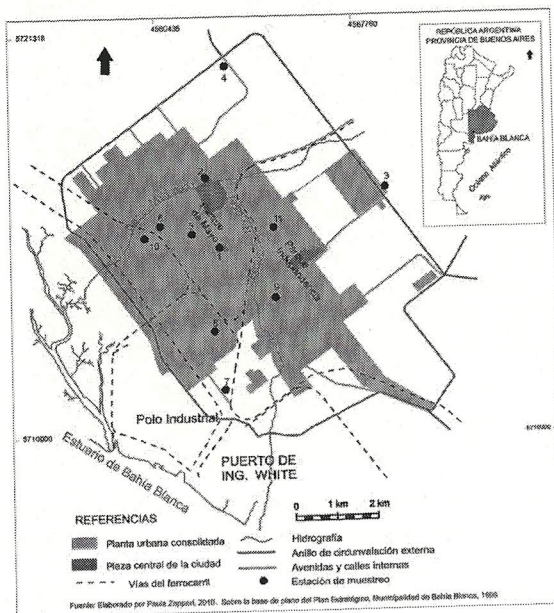 4560435
4567760
5721318
REPÚBLICA ARGENTINA
PROVINCIA DE BUENOS AIRES
BAHÍA BLANCA
Océano Atlántico
4
3
9
7
Polo Industrial
5710000
Estuario de Bahía Blanca
PUERTO DE
ING. WHITE
0 1 km 2 km
REFERENCIAS
Planta urbana consolidada
Plaza central de la ciudad
Vías del ferrocarril
Hidrografía
Anillo de circunvalación externa
Avenidas y calles internas
Estación de muestreo
Fuente: Elaborado por Paula Zapperi, 2010. Sobre la base de plano del Plan Estratégico, Municipalidad de Bahía Blanca,